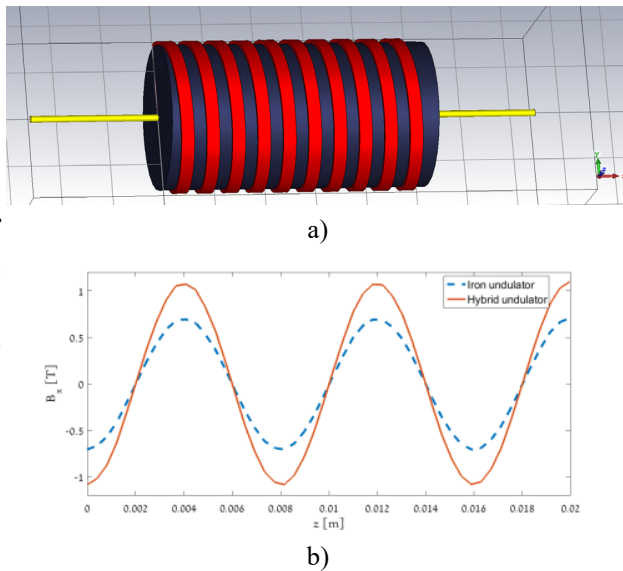 a)
Iron undulator
Hybrid undulator
1
0.5
0
-0.5
-1
B_x [T]
0 0.002 0.004 0.006 0.008 0.01 0.012 0.014 0.016 0.018 0.02
z [m]
b)